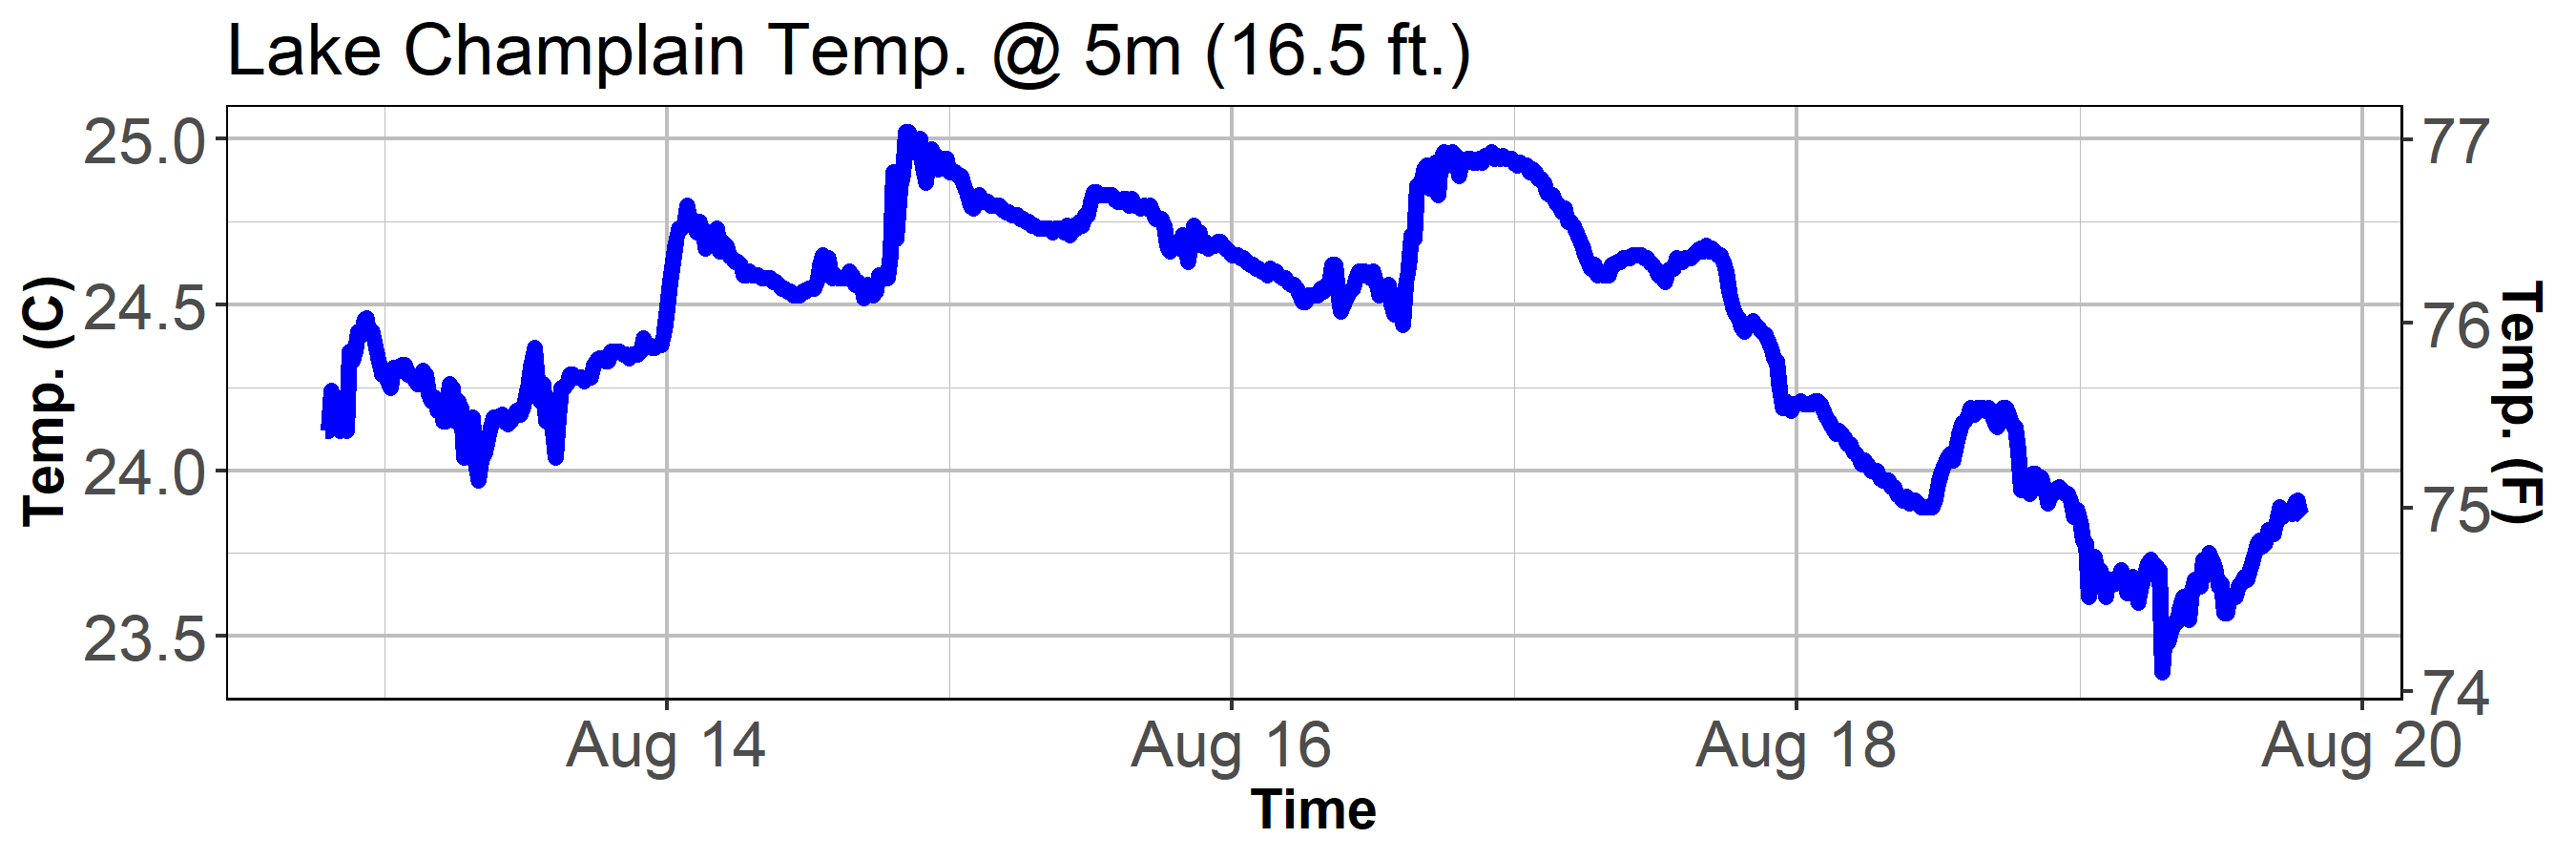 Lake Champlain Temp. @ 5m (16.5 ft.)
25.0
24.5
24.0
23.5
Temp. (C)
77
76
75
74
Temp. (F)
Aug 14 Aug 16 Aug 18 Aug 20
Time